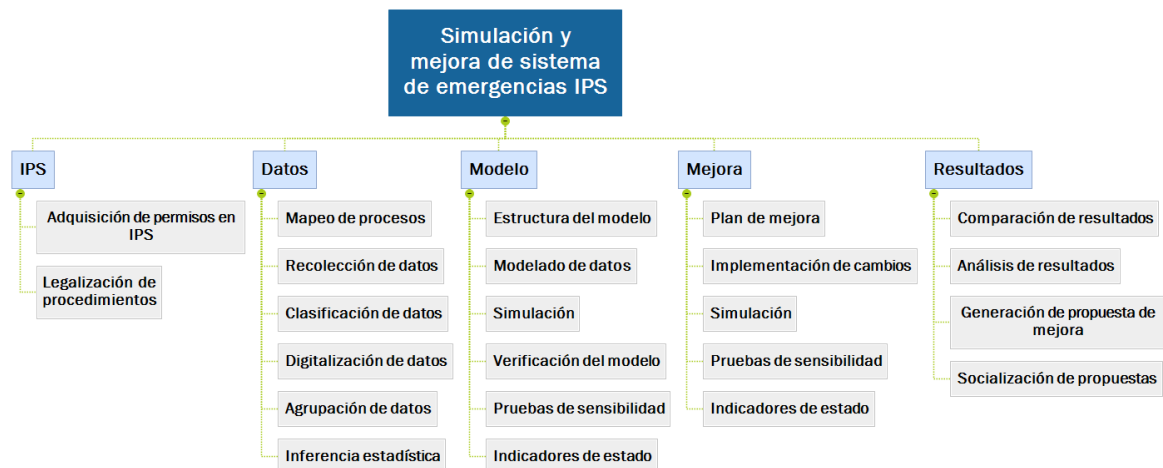 Simulación y
mejora de sistema
de emergencias IPS
IPS
Adquisición de permisos en
IPS
Legalización de
procedimientos
Datos
Mapeo de procesos
Recolección de datos
Clasificación de datos
Digitalización de datos
Agrupación de datos
Inferencia estadística
Modelo
Estructura del modelo
Modelado de datos
Simulación
Verificación del modelo
Pruebas de sensibilidad
Indicadores de estado
Mejora
Plan de mejora
Implementación de cambios
Simulación
Pruebas de sensibilidad
Indicadores de estado
Resultados
Comparación de resultados
Análisis de resultados
Generación de propuesta de
mejora
Socialización de propuestas